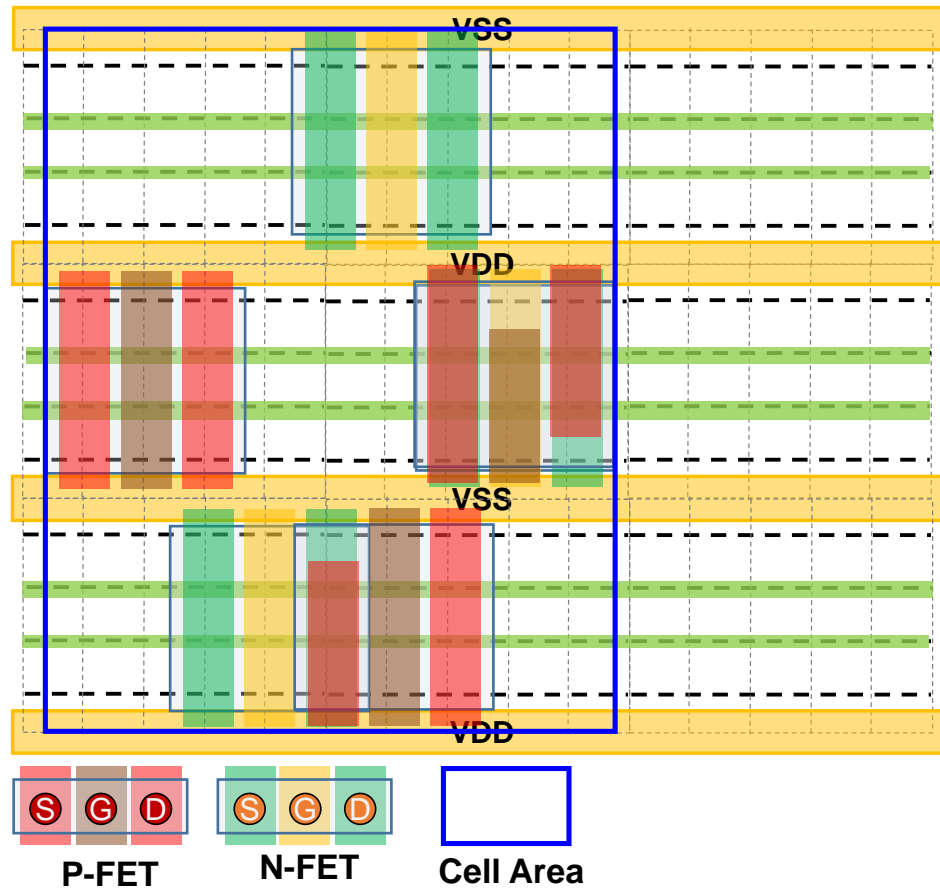 VSS
VDD
VSS
VDD
S G D
S G D
P-FET
N-FET
Cell Area